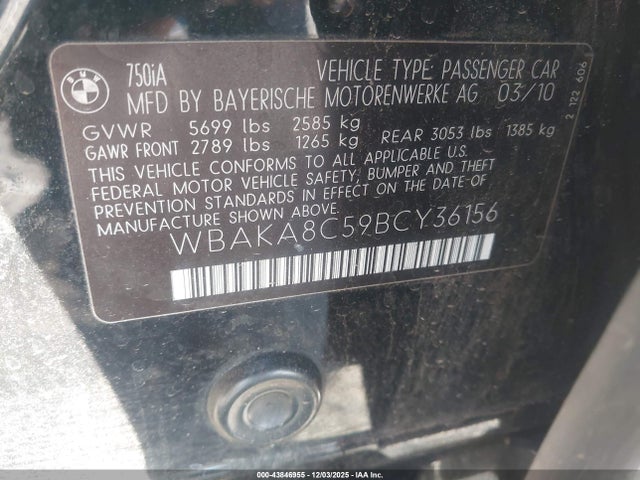 BMW
750iA VEHICLE TYPE: PASSENGER CAR
MFD BY BAYERISCHE MOTORENWERKE AG 03/10
GVWR 5699 lbs 2585 kg
GAWR FRONT 2789 lbs 1265 kg REAR 3053 lbs 1385 kg
THIS VEHICLE CONFORMS TO ALL APPLICABLE U.S.
FEDERAL MOTOR VEHICLE SAFETY, BUMPER AND THEFT
PREVENTION STANDARDS IN EFFECT ON THE DATE OF
MANUFACTURE SHOWN ABOVE.
WBAKA8C59BCY36156
2 122 606
000-43846955 | 12/03/2025 | IAA Inc.